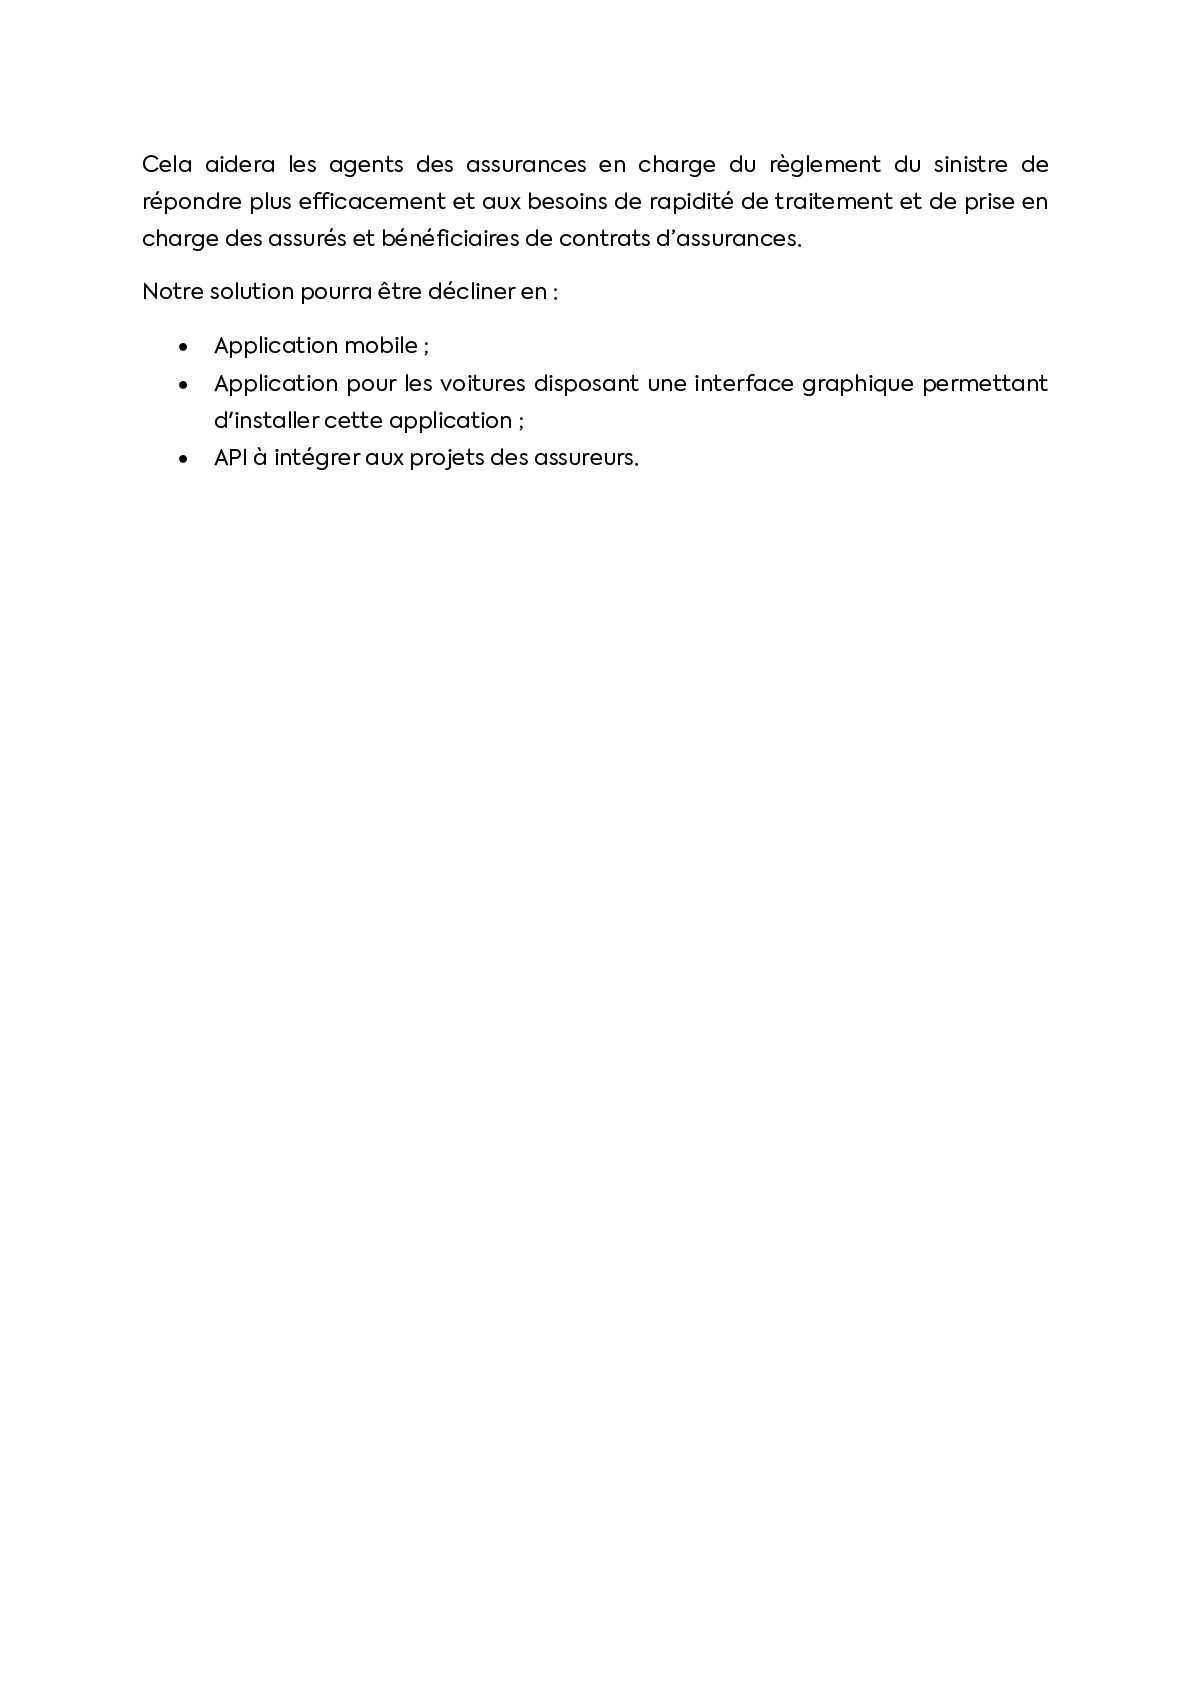 Cela aidera les agents des assurances en charge du règlement du sinistre de
répondre plus efficacement et aux besoins de rapidité de traitement et de prise en
charge des assurés et bénéficiaires de contrats d’assurances.
Notre solution pourra être décliner en :
• Application mobile ;
• Application pour les voitures disposant une interface graphique permettant
d'installer cette application ;
• API à intégrer aux projets des assureurs.